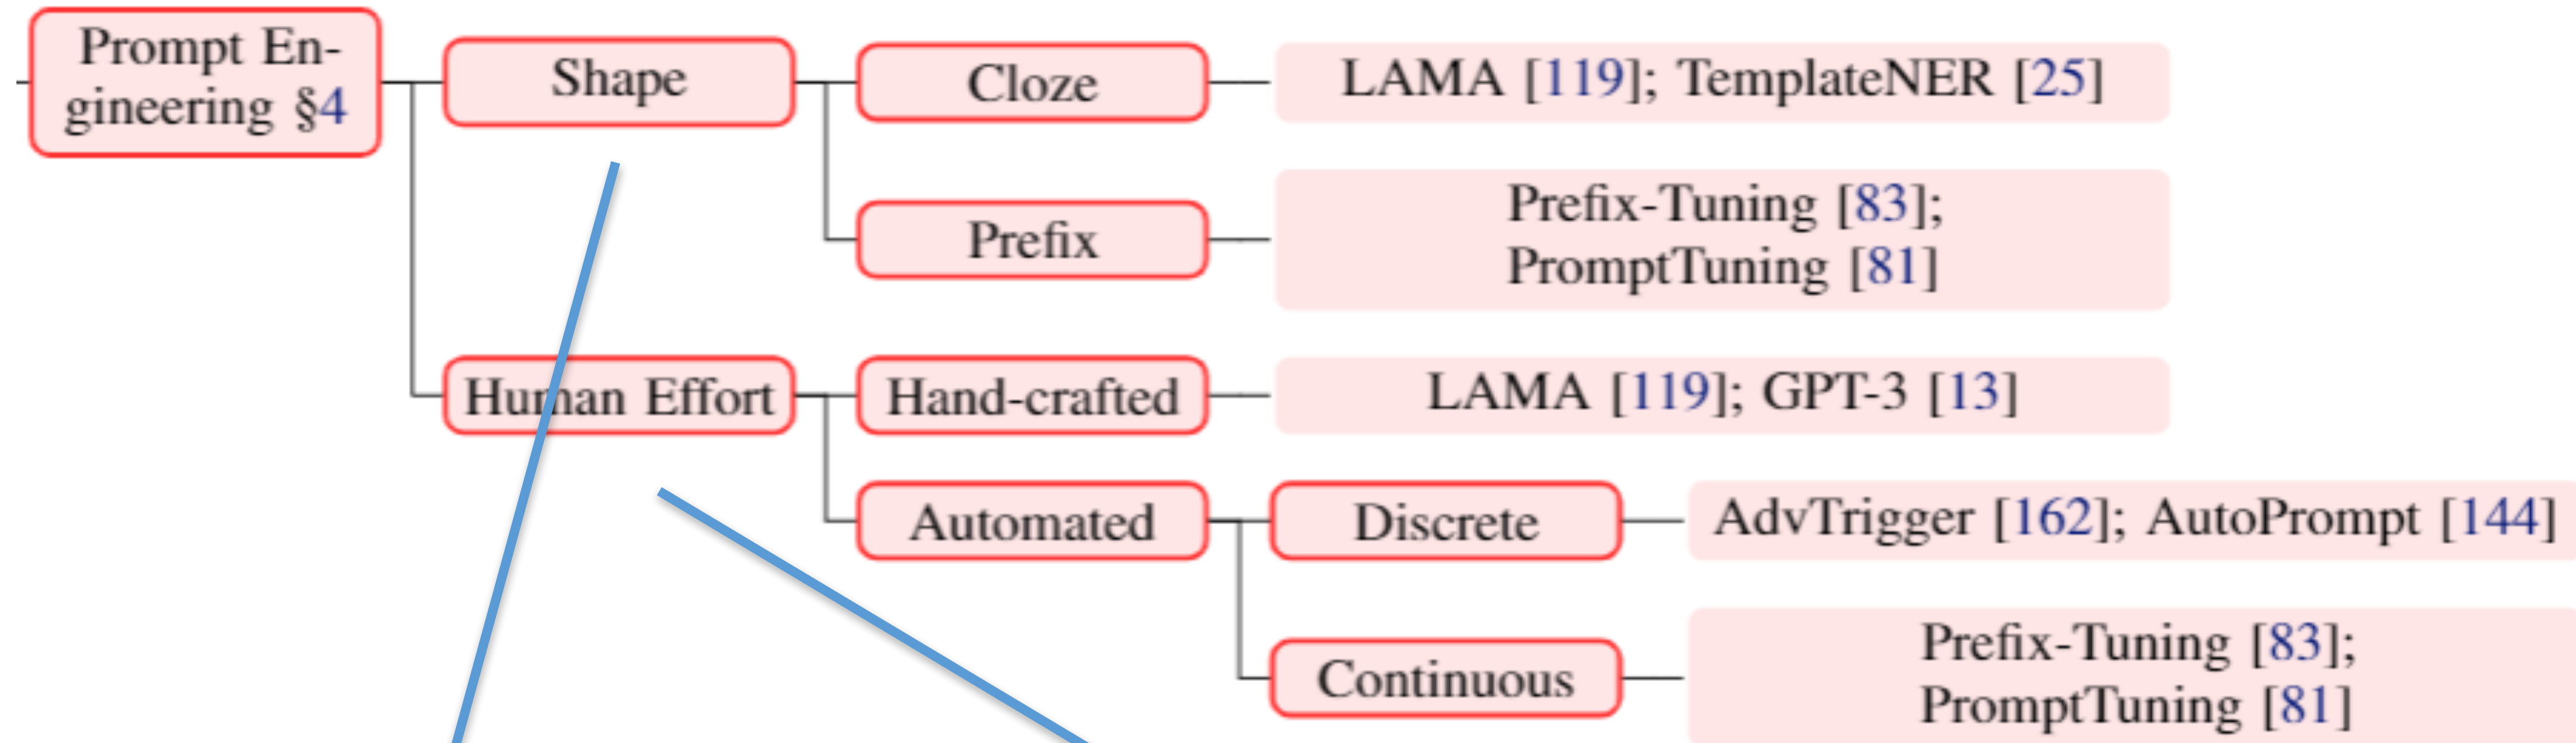 Prompt En-
gineering §4
Shape
Cloze
LAMA [119]; TemplateNER [25]
Prefix
Prefix-Tuning [83];
PromptTuning [81]
Human Effort
Hand-crafted
LAMA [119]; GPT-3 [13]
Automated
Discrete
AdvTrigger [162]; AutoPrompt [144]
Continuous
Prefix-Tuning [83];
PromptTuning [81]